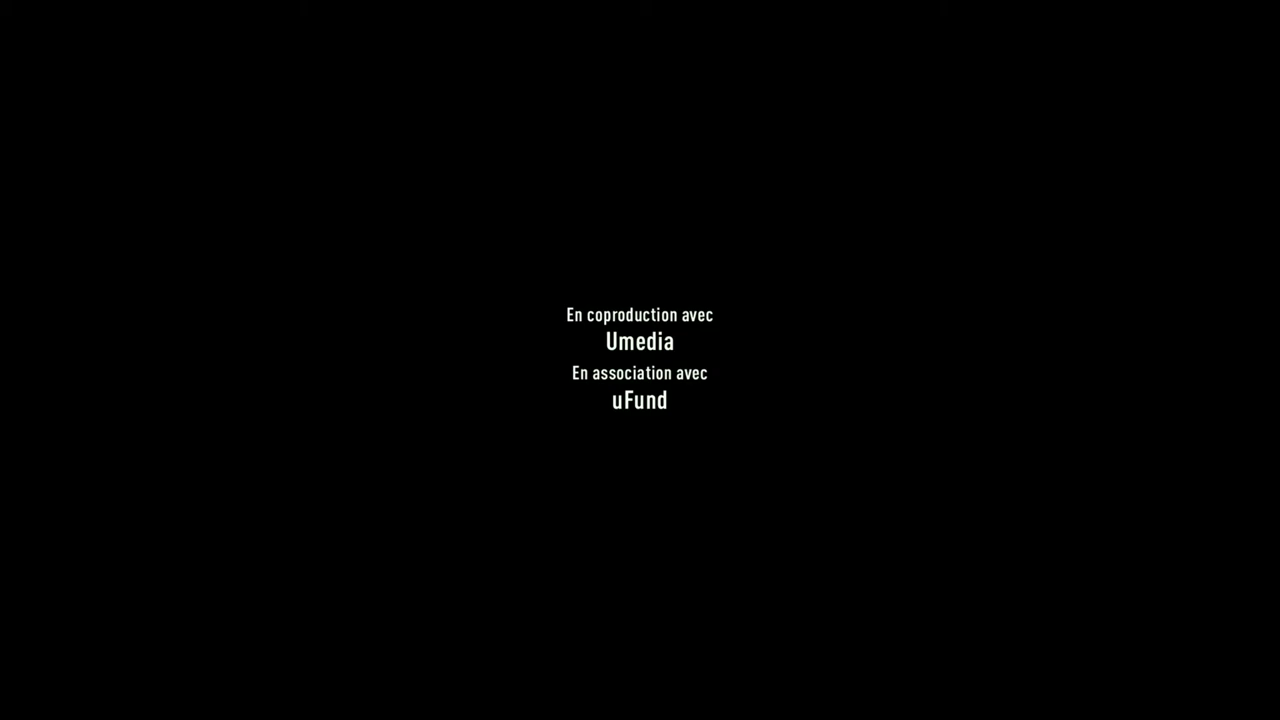 En coproduction avec
Umedia
En association avec
uFund